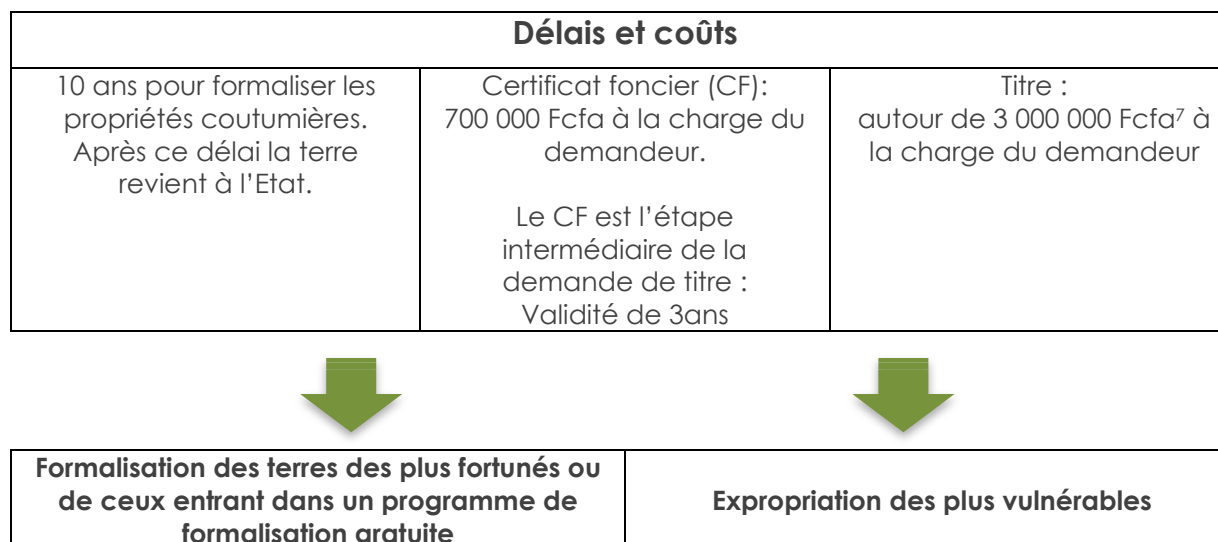 Délais et coûts
10 ans pour formaliser les
propriétés coutumières.
Après ce délai la terre
revient à l’Etat.
Certificat foncier (CF):
700 000 Fcfa à la charge du
demandeur.
Le CF est l’étape
intermédiaire de la
demande de titre :
Validité de 3ans
Titre :
autour de 3 000 000 Fcfa⁷ à
la charge du demandeur
Formalisation des terres des plus fortunés ou
de ceux entrant dans un programme de
formalisation gratuite
Expropriation des plus vulnérables